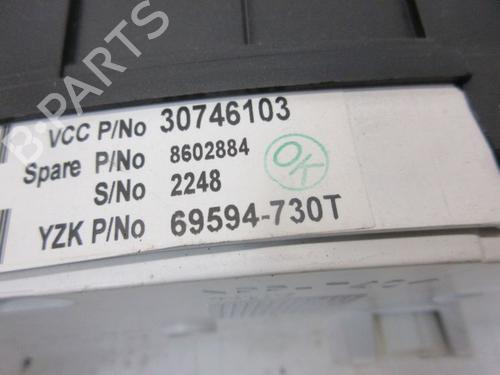 B-PARTS
VCC P/No 30746103
Spare P/No 8602884
S/No 2248
OK
YZK P/No 69594-730T